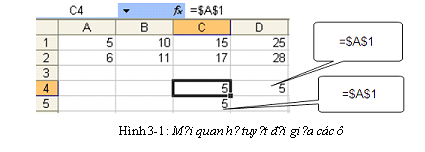 C4 fx =$A$1
A B C D
1 5 10 15 25
2 6 11 17 28
=$A$1
4 5 5
=$A$1
5 5
Hình 3-1: M?i quan h? tuy?t d?i gi?a các ô